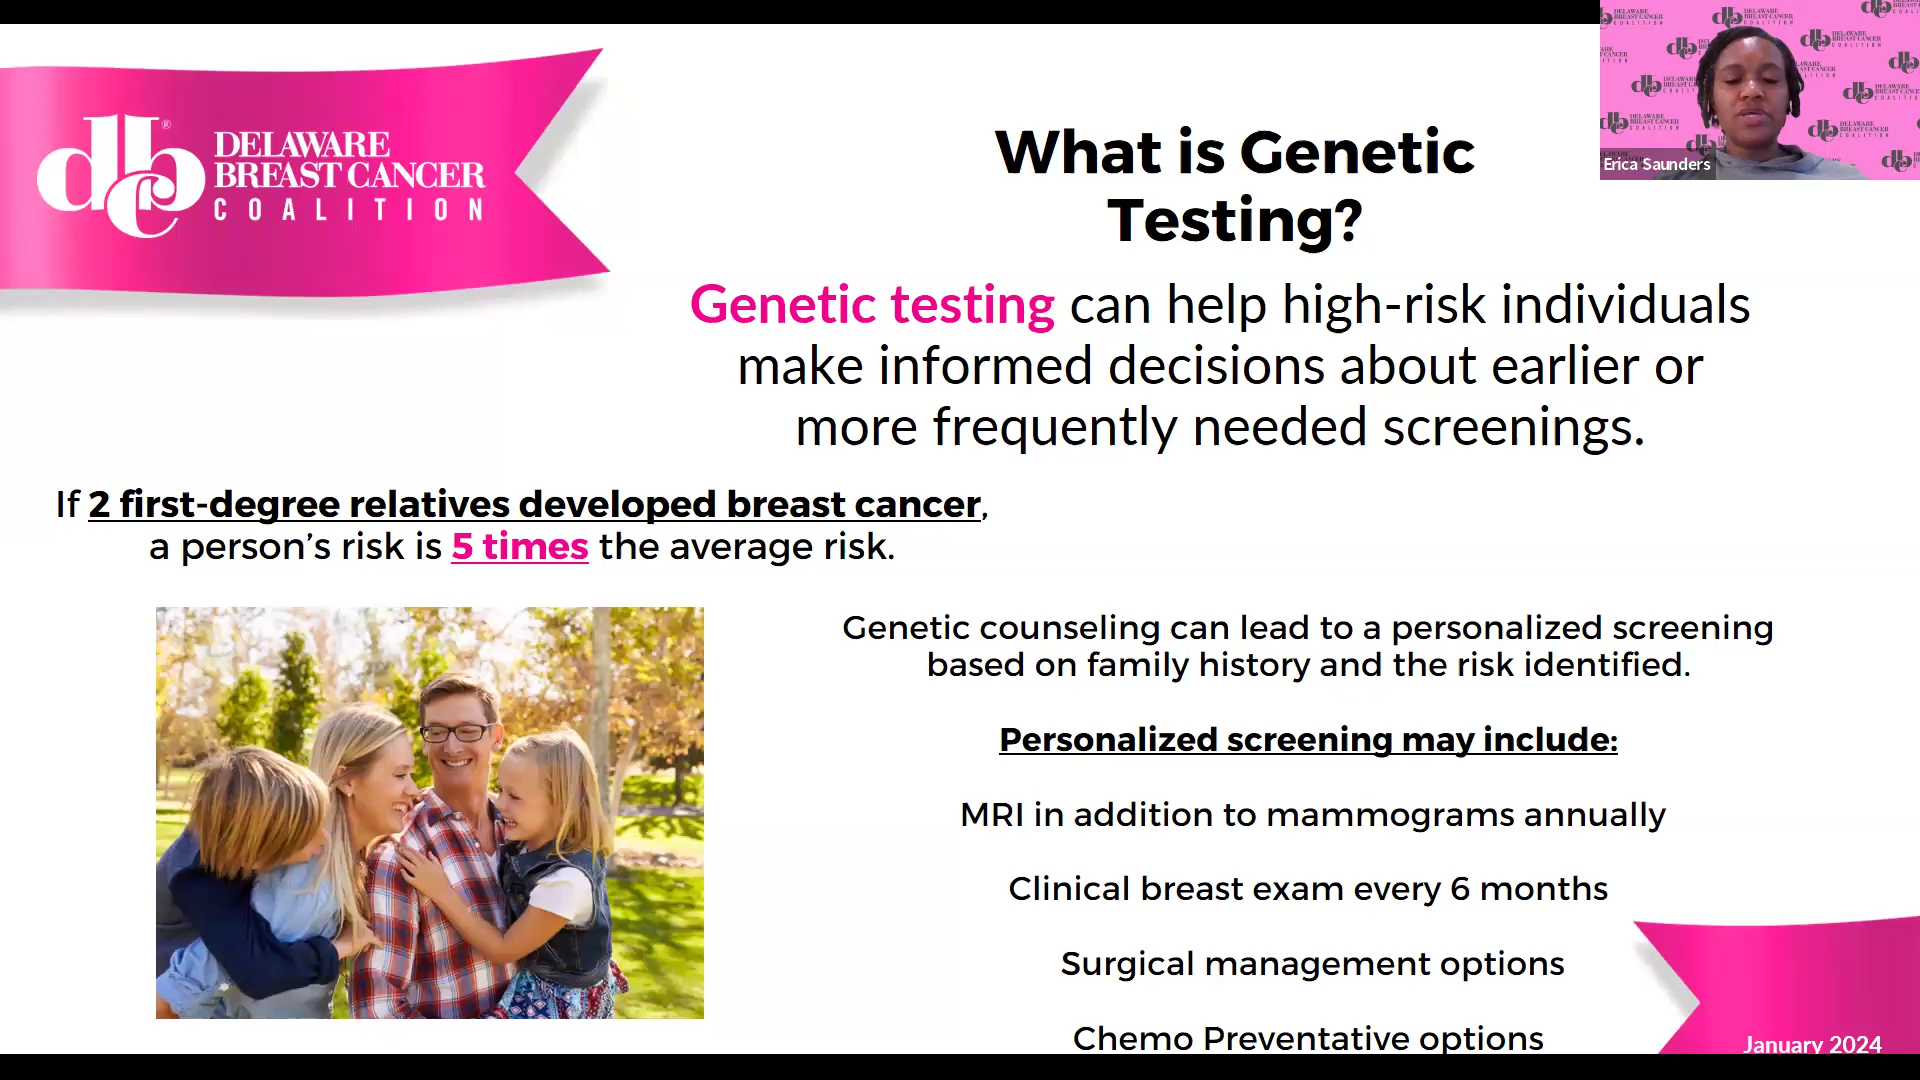 dbcc®
DELAWARE
BREAST CANCER
COALITION
What is Genetic
Testing?
Erica Saunders
Genetic testing can help high-risk individuals
make informed decisions about earlier or
more frequently needed screenings.
If 2 first-degree relatives developed breast cancer,
a person’s risk is 5 times the average risk.
Genetic counseling can lead to a personalized screening
based on family history and the risk identified.
Personalized screening may include:
MRI in addition to mammograms annually
Clinical breast exam every 6 months
Surgical management options
Chemo Preventative options
January 2024